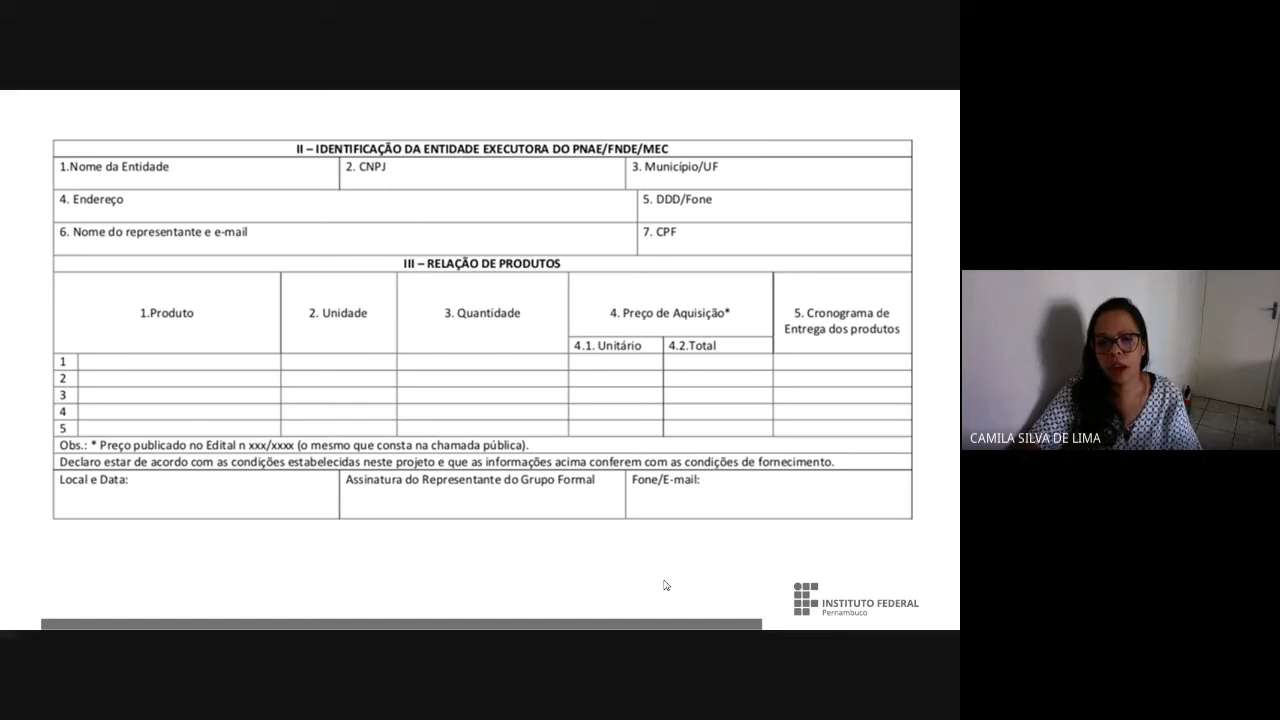 II – IDENTIFICAÇÃO DA ENTIDADE EXECUTORA DO PNAE/FNDE/MEC
1.Nome da Entidade
2. CNPJ
3. Município/UF
4. Endereço
5. DDD/Fone
6. Nome do representante e e-mail
7. CPF
III – RELAÇÃO DE PRODUTOS
1.Produto
2. Unidade
3. Quantidade
4. Preço de Aquisição*
5. Cronograma de
Entrega dos produtos
4.1. Unitário
4.2.Total
1
2
3
4
5
Obs.: * Preço publicado no Edital n xxx/xxxx (o mesmo que consta na chamada pública).
Declaro estar de acordo com as condições estabelecidas neste projeto e que as informações acima conferem com as condições de fornecimento.
Local e Data:
Assinatura do Representante do Grupo Formal
Fone/E-mail:
INSTITUTO FEDERAL
Pernambuco
CAMILA SILVA DE LIMA